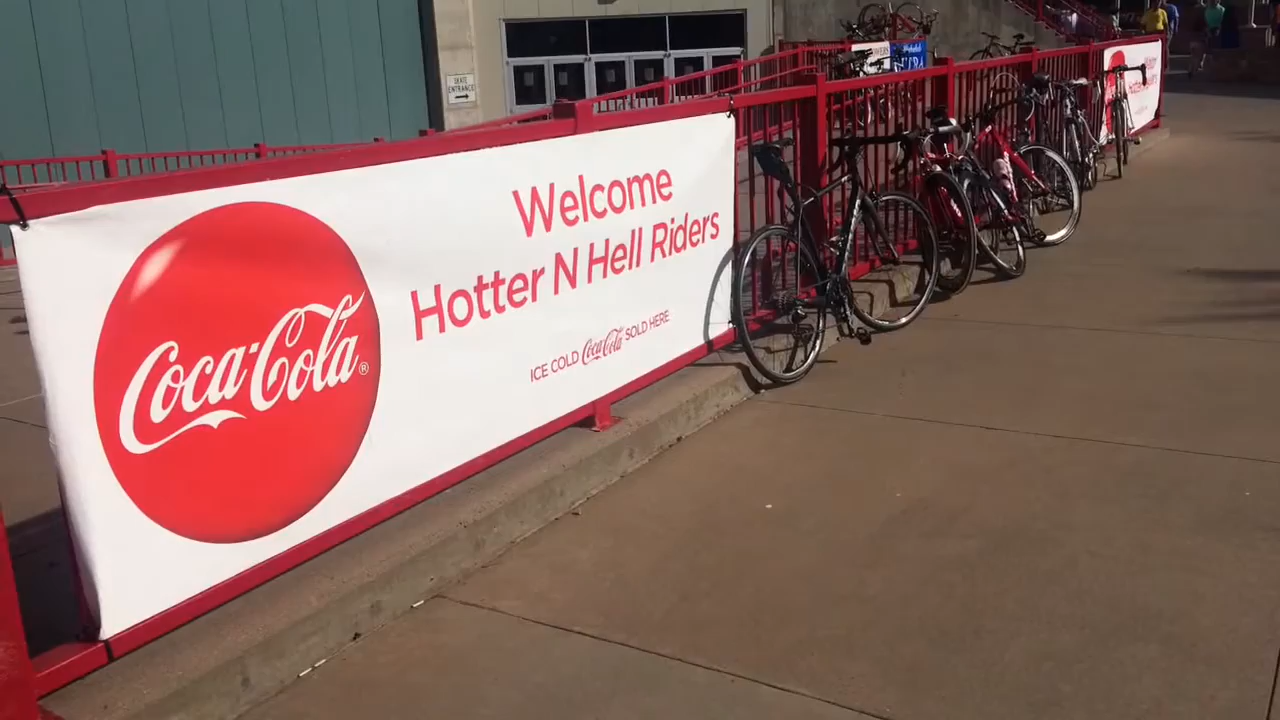 SKATE
ENTRANCE
Welcome
Hotter N Hell Riders
Coca-Cola®
ICE COLD Coca-Cola SOLD HERE